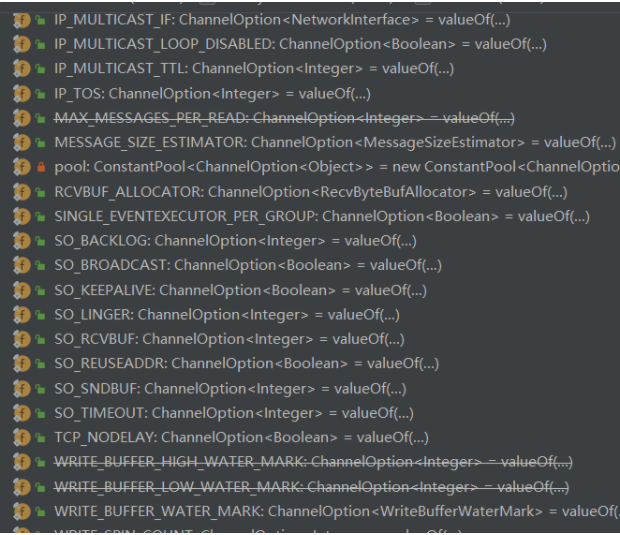 IP_MULTICAST_IF: ChannelOption<NetworkInterface> = valueOf(...)
IP_MULTICAST_LOOP_DISABLED: ChannelOption<Boolean> = valueOf(...)
IP_MULTICAST_TTL: ChannelOption<Integer> = valueOf(...)
IP_TOS: ChannelOption<Integer> = valueOf(...)
MAX_MESSAGES_PER_READ: ChannelOption<Integer> = valueOf(...)
MESSAGE_SIZE_ESTIMATOR: ChannelOption<MessageSizeEstimator> = valueOf(...)
pool: ConstantPool<ChannelOption<Object>> = new ConstantPool<ChannelOptio
RCVBUF_ALLOCATOR: ChannelOption<RecvByteBufAllocator> = valueOf(...)
SINGLE_EVENTEXECUTOR_PER_GROUP: ChannelOption<Boolean> = valueOf(...)
SO_BACKLOG: ChannelOption<Integer> = valueOf(...)
SO_BROADCAST: ChannelOption<Boolean> = valueOf(...)
SO_KEEPALIVE: ChannelOption<Boolean> = valueOf(...)
SO_LINGER: ChannelOption<Integer> = valueOf(...)
SO_RCVBUF: ChannelOption<Integer> = valueOf(...)
SO_REUSEADDR: ChannelOption<Boolean> = valueOf(...)
SO_SNDBUF: ChannelOption<Integer> = valueOf(...)
SO_TIMEOUT: ChannelOption<Integer> = valueOf(...)
TCP_NODELAY: ChannelOption<Boolean> = valueOf(...)
WRITE_BUFFER_HIGH_WATER_MARK: ChannelOption<Integer> = valueOf(...)
WRITE_BUFFER_LOW_WATER_MARK: ChannelOption<Integer> = valueOf(...)
WRITE_BUFFER_WATER_MARK: ChannelOption<WriteBufferWaterMark> = valueOf(.